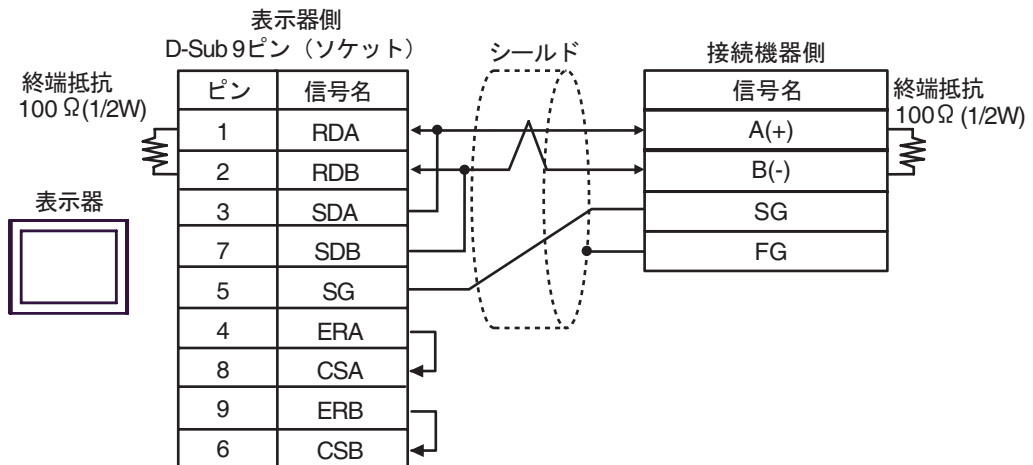 表示器側
D-Sub 9ピン（ソケット）
シールド
接続機器側
終端抵抗
100 Ω(1/2W)
ピン 信号名
1 RDA
2 RDB
3 SDA
7 SDB
5 SG
4 ERA
8 CSA
9 ERB
6 CSB
表示器
信号名
A(+)
B(-)
SG
FG
終端抵抗
100Ω (1/2W)